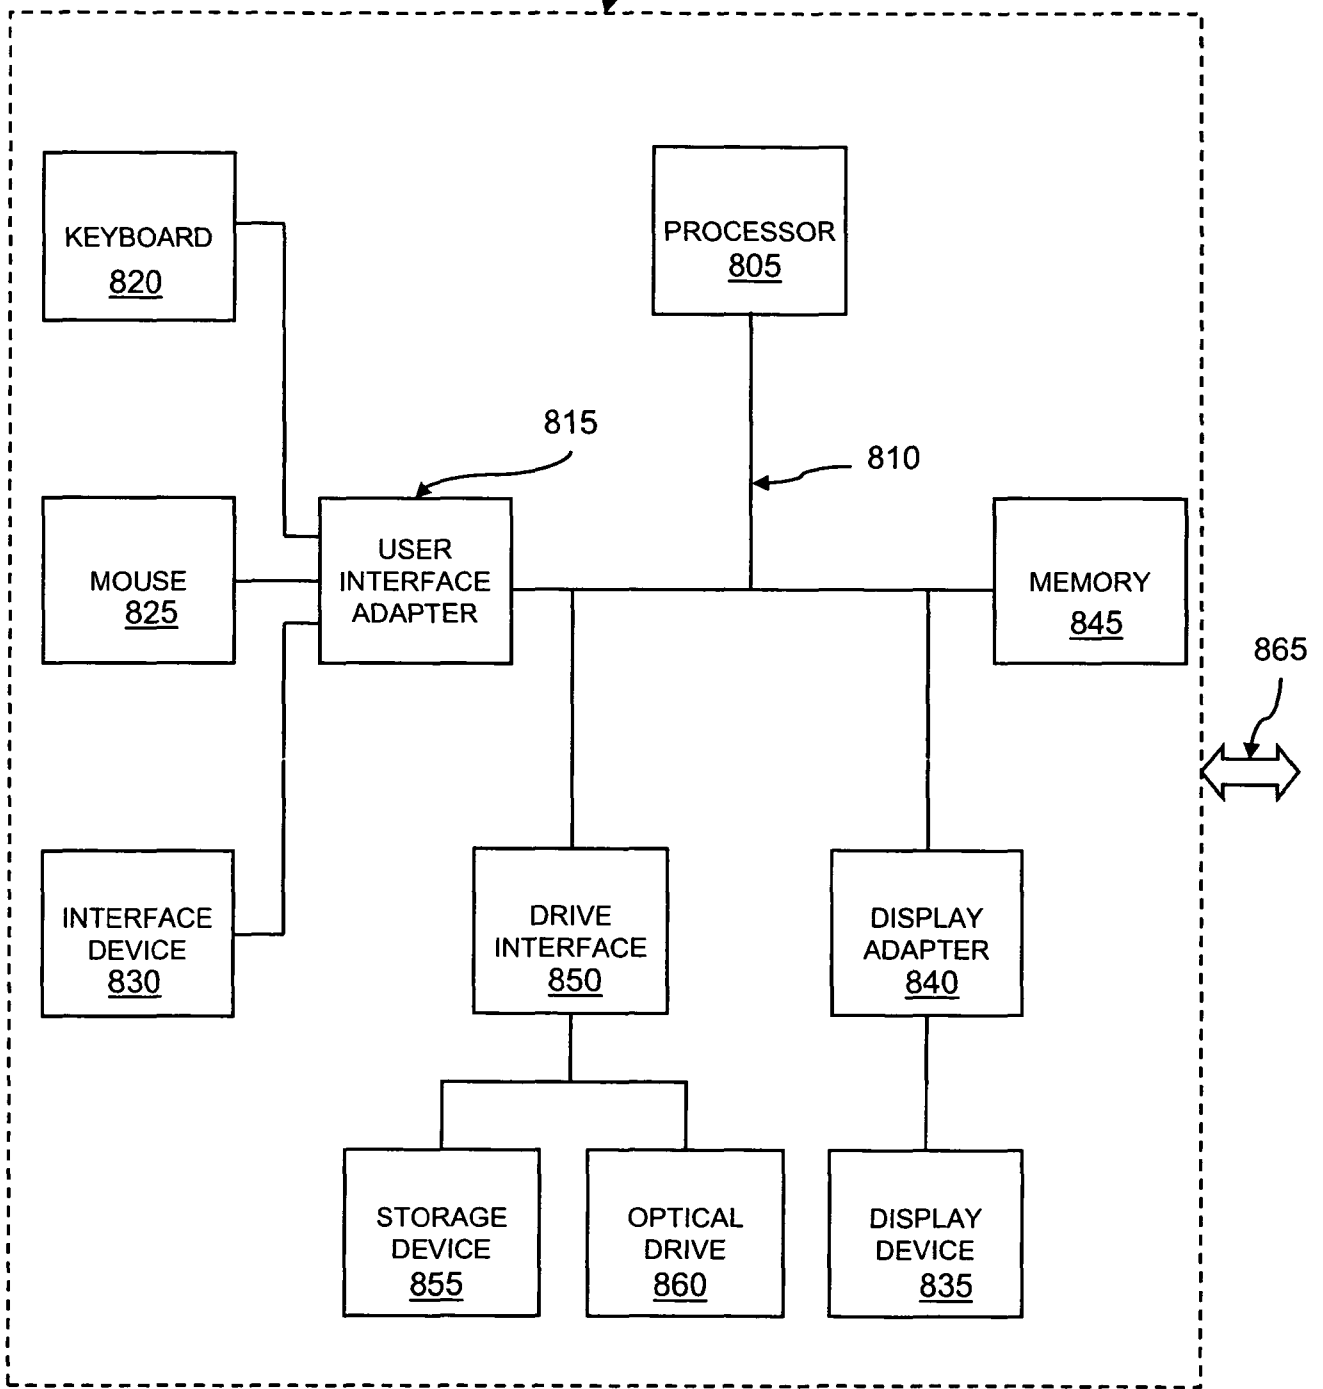 KEYBOARD
820
PROCESSOR
805
815
810
MOUSE
825
USER
INTERFACE
ADAPTER
MEMORY
845
865
INTERFACE
DEVICE
830
DRIVE
INTERFACE
850
DISPLAY
ADAPTER
840
STORAGE
DEVICE
855
OPTICAL
DRIVE
860
DISPLAY
DEVICE
835